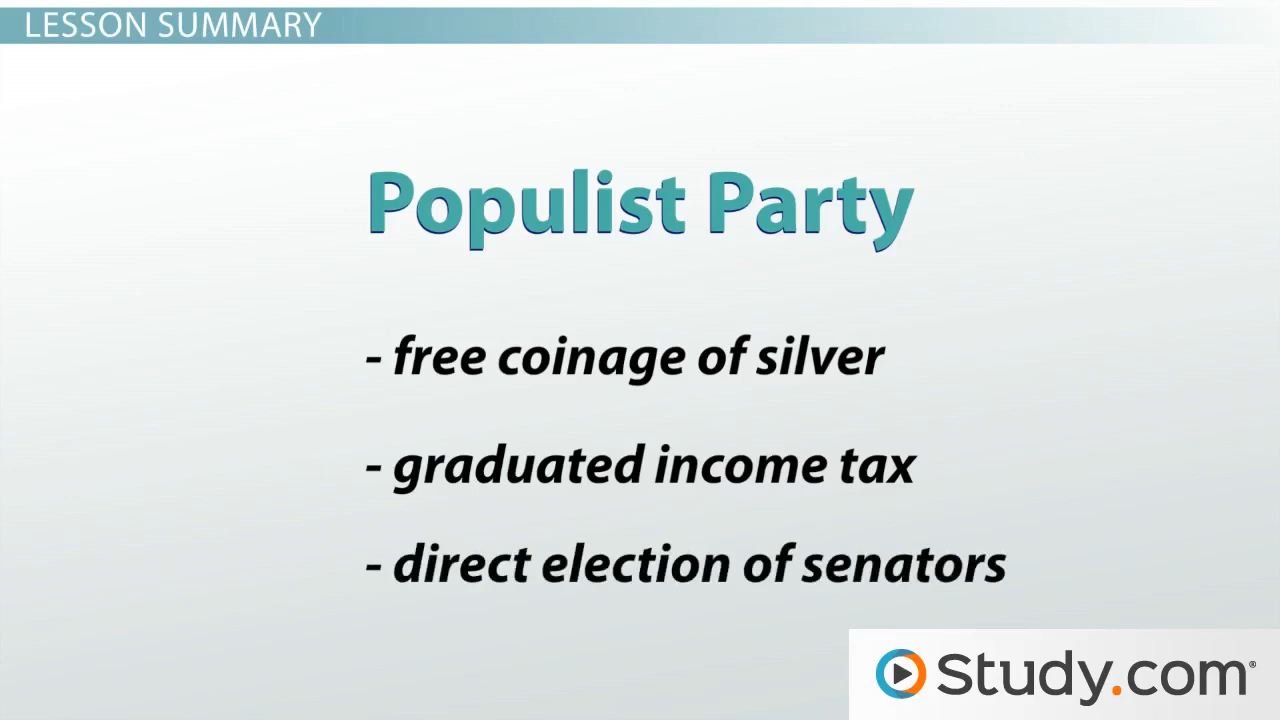 LESSON SUMMARY
Populist Party
- free coinage of silver
- graduated income tax
- direct election of senators
Study.com®